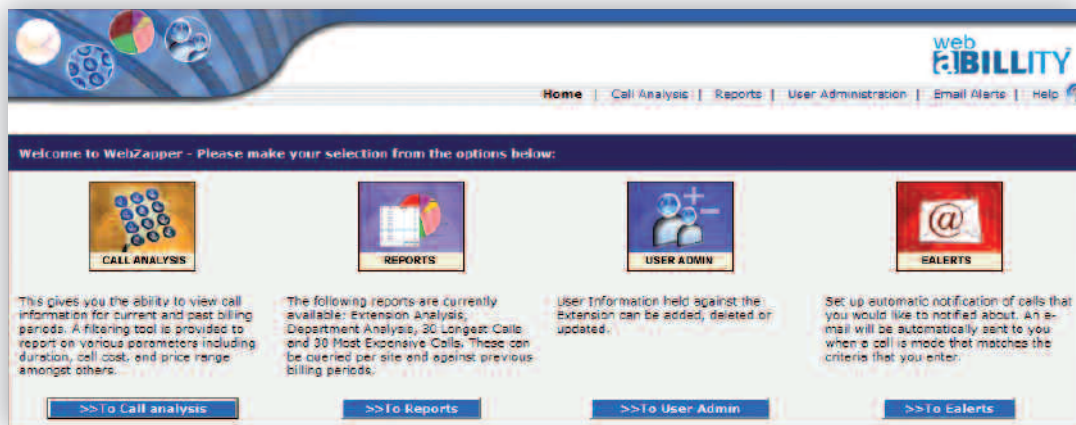 web
aBILLITY
Home | Call Analysis | Reports | User Administration | Email Alerts | Help
Welcome to WebZapper - Please make your selection from the options below:
CALL ANALYSIS
This gives you the ability to view call
information for current and past billing
periods. A filtering tool is provided to
report on various parameters including
duration, call cost, and price range
amongst others.
>>To Call analysis
REPORTS
The following reports are currently
available: Extension Analysis,
Department Analysis, 30 Longest Calls
and 30 Most Expensive Calls. These can
be queried per site and against previous
billing periods.
>>To Reports
USER ADMIN
User Information held against the
Extension can be added, deleted or
updated.
>>To User Admin
@
EALERTS
Set up automatic notification of calls that
you would like to notified about. An e-
mail will be automatically sent to you
when a call is made that matches the
criteria that you enter.
>>To Ealerts